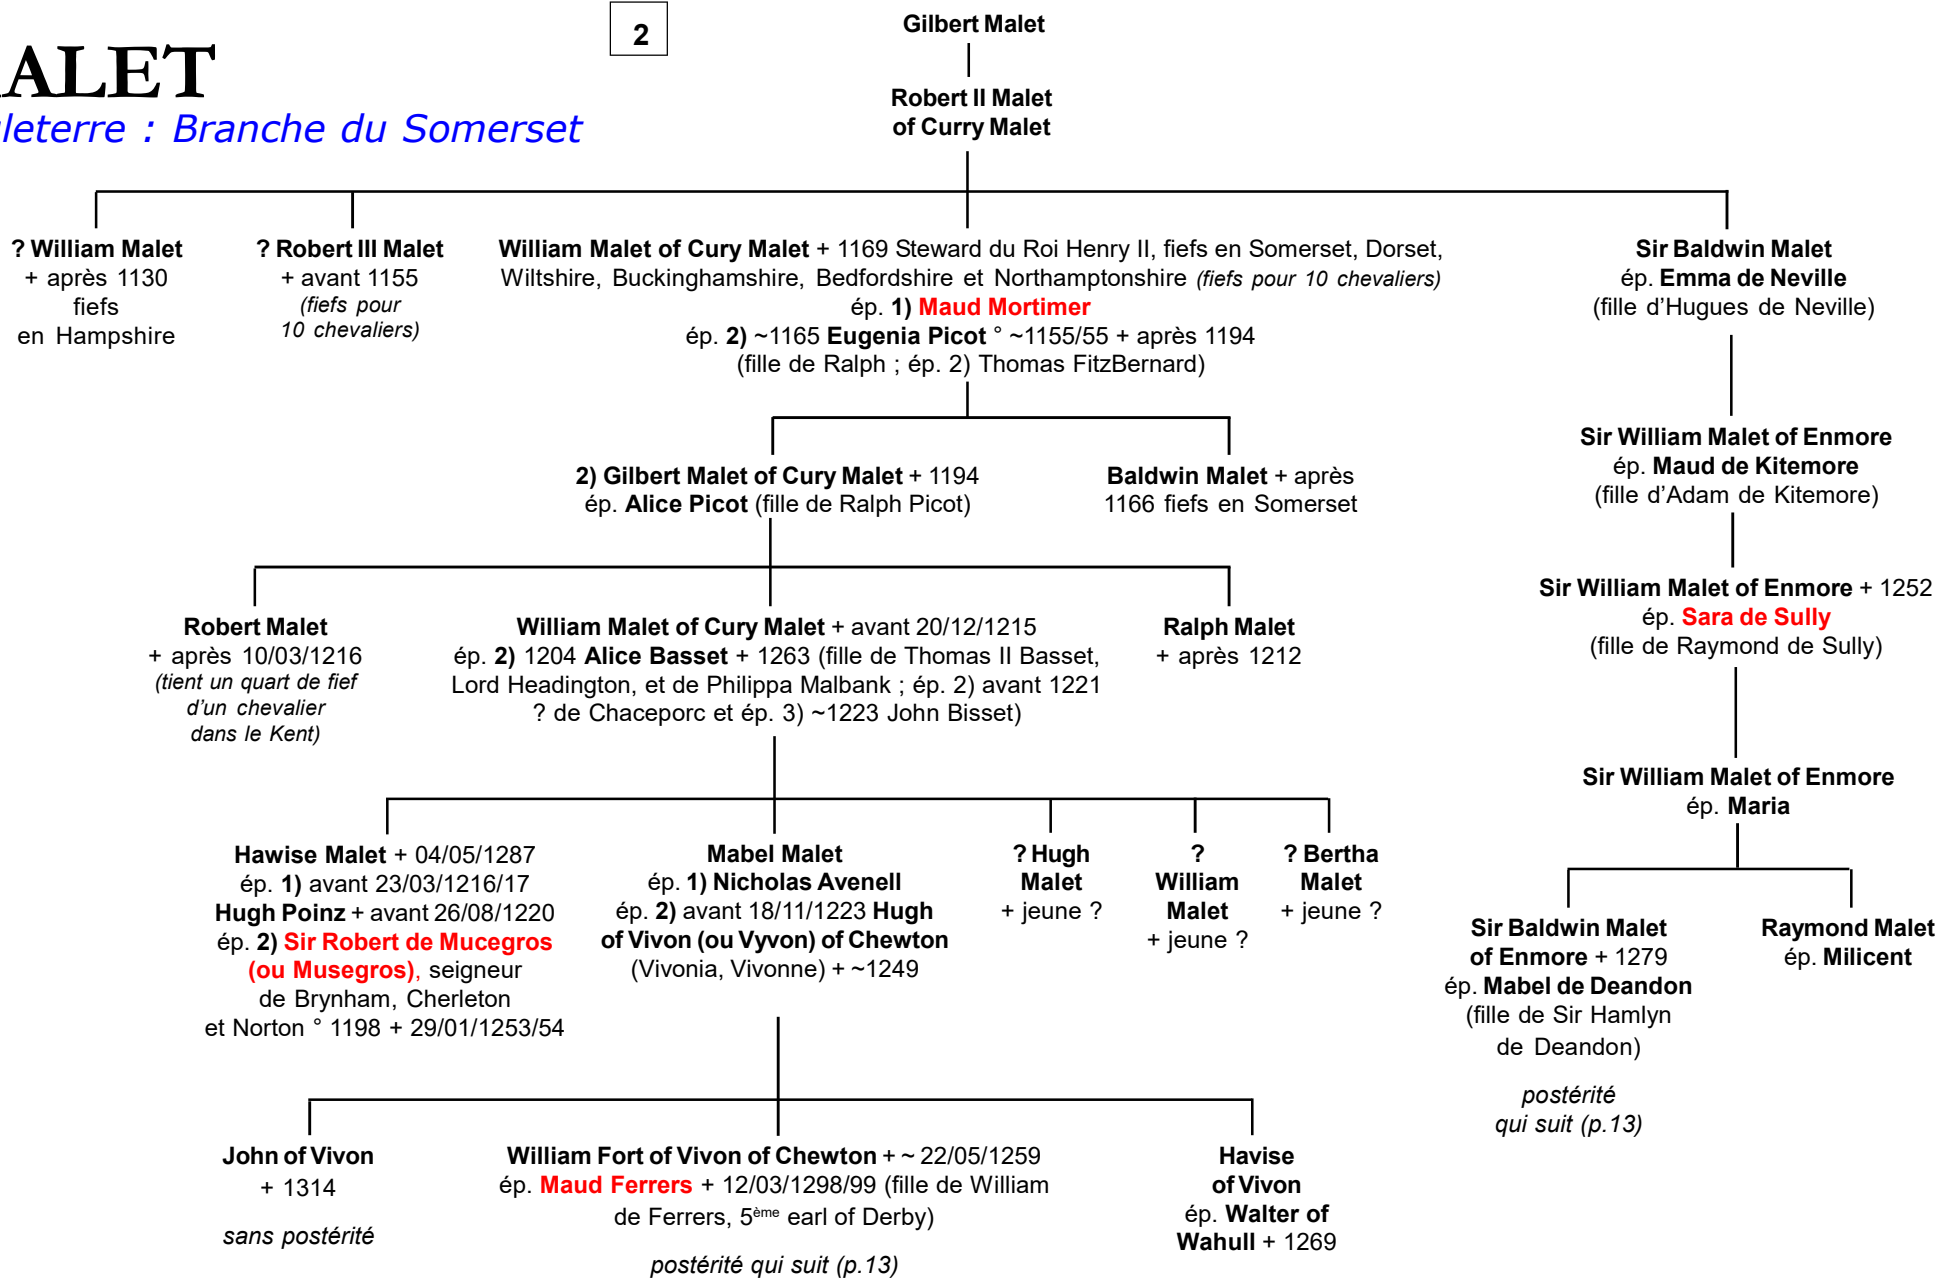 2
ALET
leterre : Branche du Somerset
Gilbert Malet
Robert II Malet
of Curry Malet
? William Malet
+ après 1130
fiefs
en Hampshire
? Robert III Malet
+ avant 1155
(fiefs pour
10 chevaliers)
William Malet of Cury Malet + 1169 Steward du Roi Henry II, fiefs en Somerset, Dorset,
Wiltshire, Buckinghamshire, Bedfordshire et Northamptonshire (fiefs pour 10 chevaliers)
ép. 1) Maud Mortimer
ép. 2) ~1165 Eugenia Picot ° ~1155/55 + après 1194
(fille de Ralph ; ép. 2) Thomas FitzBernard)
Sir Baldwin Malet
ép. Emma de Neville
(fille d'Hugues de Neville)
2) Gilbert Malet of Cury Malet + 1194
ép. Alice Picot (fille de Ralph Picot)
Baldwin Malet + après
1166 fiefs en Somerset
Sir William Malet of Enmore
ép. Maud de Kitemore
(fille d'Adam de Kitemore)
Robert Malet
+ après 10/03/1216
(tient un quart de fief
d'un chevalier
dans le Kent)
William Malet of Cury Malet + avant 20/12/1215
ép. 2) 1204 Alice Basset + 1263 (fille de Thomas II Basset,
Lord Headington, et de Philippa Malbank ; ép. 2) avant 1221
? de Chaceporc et ép. 3) ~1223 John Bisset)
Ralph Malet
+ après 1212
Sir William Malet of Enmore + 1252
ép. Sara de Sully
(fille de Raymond de Sully)
Sir William Malet of Enmore
ép. Maria
Hawise Malet + 04/05/1287
ép. 1) avant 23/03/1216/17
Hugh Poinz + avant 26/08/1220
ép. 2) Sir Robert de Mucegros
(ou Musegros), seigneur
de Brynham, Cherleton
et Norton ° 1198 + 29/01/1253/54
Mabel Malet
ép. 1) Nicholas Avenell
ép. 2) avant 18/11/1223 Hugh
of Vivon (ou Vyvon) of Chewton
(Vivonia, Vivonne) + ~1249
? Hugh
Malet
+ jeune ?
?
William
Malet
+ jeune ?
? Bertha
Malet
+ jeune ?
Sir Baldwin Malet
of Enmore + 1279
ép. Mabel de Deandon
(fille de Sir Hamlyn
de Deandon)
postérité
qui suit (p.13)
Raymond Malet
ép. Milicent
John of Vivon
+ 1314
sans postérité
William Fort of Vivon of Chewton + ~ 22/05/1259
ép. Maud Ferrers + 12/03/1298/99 (fille de William
de Ferrers, 5ème earl of Derby)
postérité qui suit (p.13)
Havise
of Vivon
ép. Walter of
Wahull + 1269